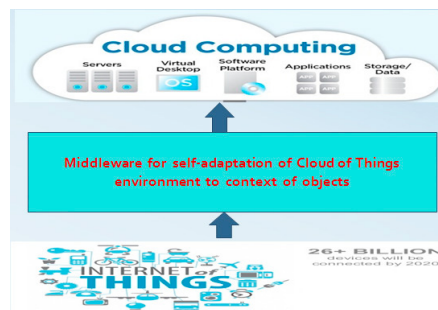 Cloud Computing
Servers
Virtual
Desktop
OS
Software
Platform
Applications
APP APP
APP APP
Storage/
Data
Middleware for self-adaptation of Cloud of Things
environment to context of objects
INTERNET of
THINGS
26+ BILLION
devices will be
connected by 2020